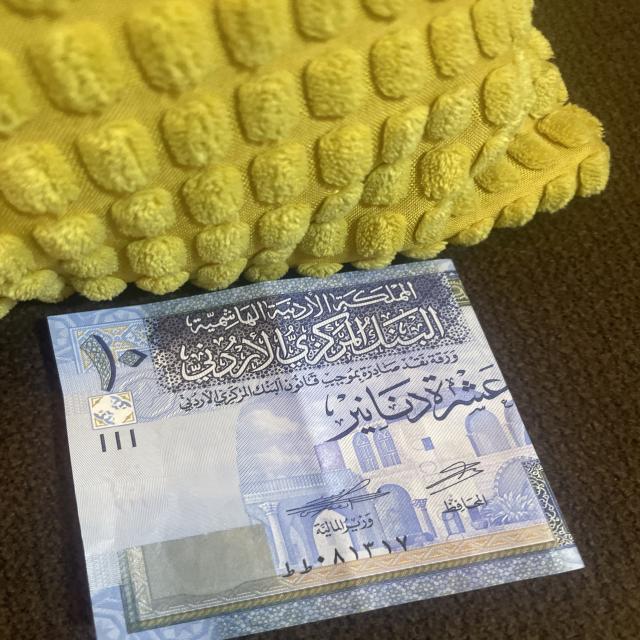 المملكة الأردنية الهاشمية
البنك المركزي الأردني
ورقة نقد صادرة بموجب قانون البنك المركزي الأردني
١٠
عشرة دنانير
المحافظ
وزير المالية
٠٨١٣١٧